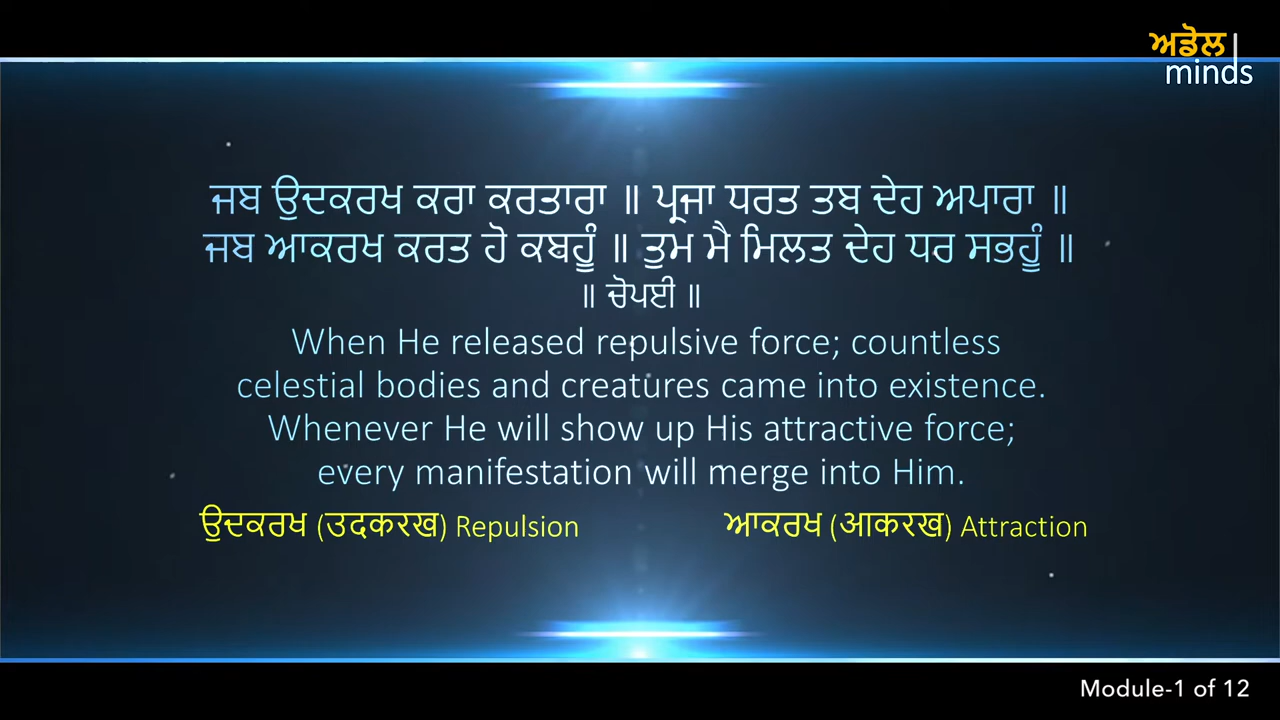 ਅਡੋਲ
minds
ਜਬ ਉਦਕਰਖ ਕਰਾ ਕਰਤਾਰਾ ॥ ਪ੍ਰਜਾ ਧਰਤ ਤਬ ਦੇਹ ਅਪਾਰਾ ॥
ਜਬ ਆਕਰਖ ਕਰਤ ਹੋ ਕਬਹੂੰ ॥ ਤੁਮ ਮੈ ਮਿਲਤ ਦੇਹ ਧਰ ਸਭਹੂੰ ॥
॥ ਚੋਪਈ ॥
When He released repulsive force; countless
celestial bodies and creatures came into existence.
Whenever He will show up His attractive force;
every manifestation will merge into Him.
ਉਦਕਰਖ (उदकरख) Repulsion ਆਕਰਖ (आकरख) Attraction
Module-1 of 12